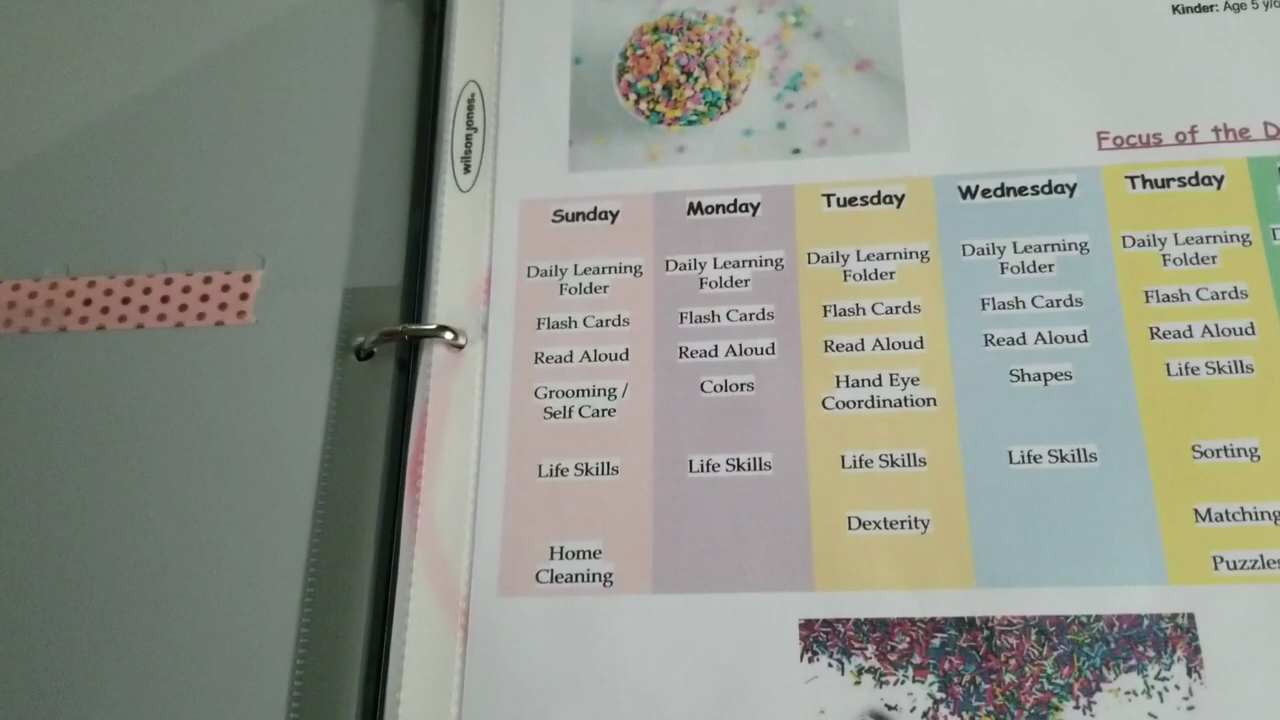 wilsonjones®
Kinder: Age 5
Focus of the
Sunday
Daily Learning
Folder
Flash Cards
Read Aloud
Grooming /
Self Care
Life Skills
Home
Cleaning
Monday
Daily Learning
Folder
Flash Cards
Read Aloud
Colors
Life Skills
Tuesday
Daily Learning
Folder
Flash Cards
Read Aloud
Hand Eye
Coordination
Life Skills
Dexterity
Wednesday
Daily Learning
Folder
Flash Cards
Read Aloud
Shapes
Life Skills
Thursday
Daily Learning
Folder
Flash Cards
Read Aloud
Life Skills
Sorting
Matching
Puzzles